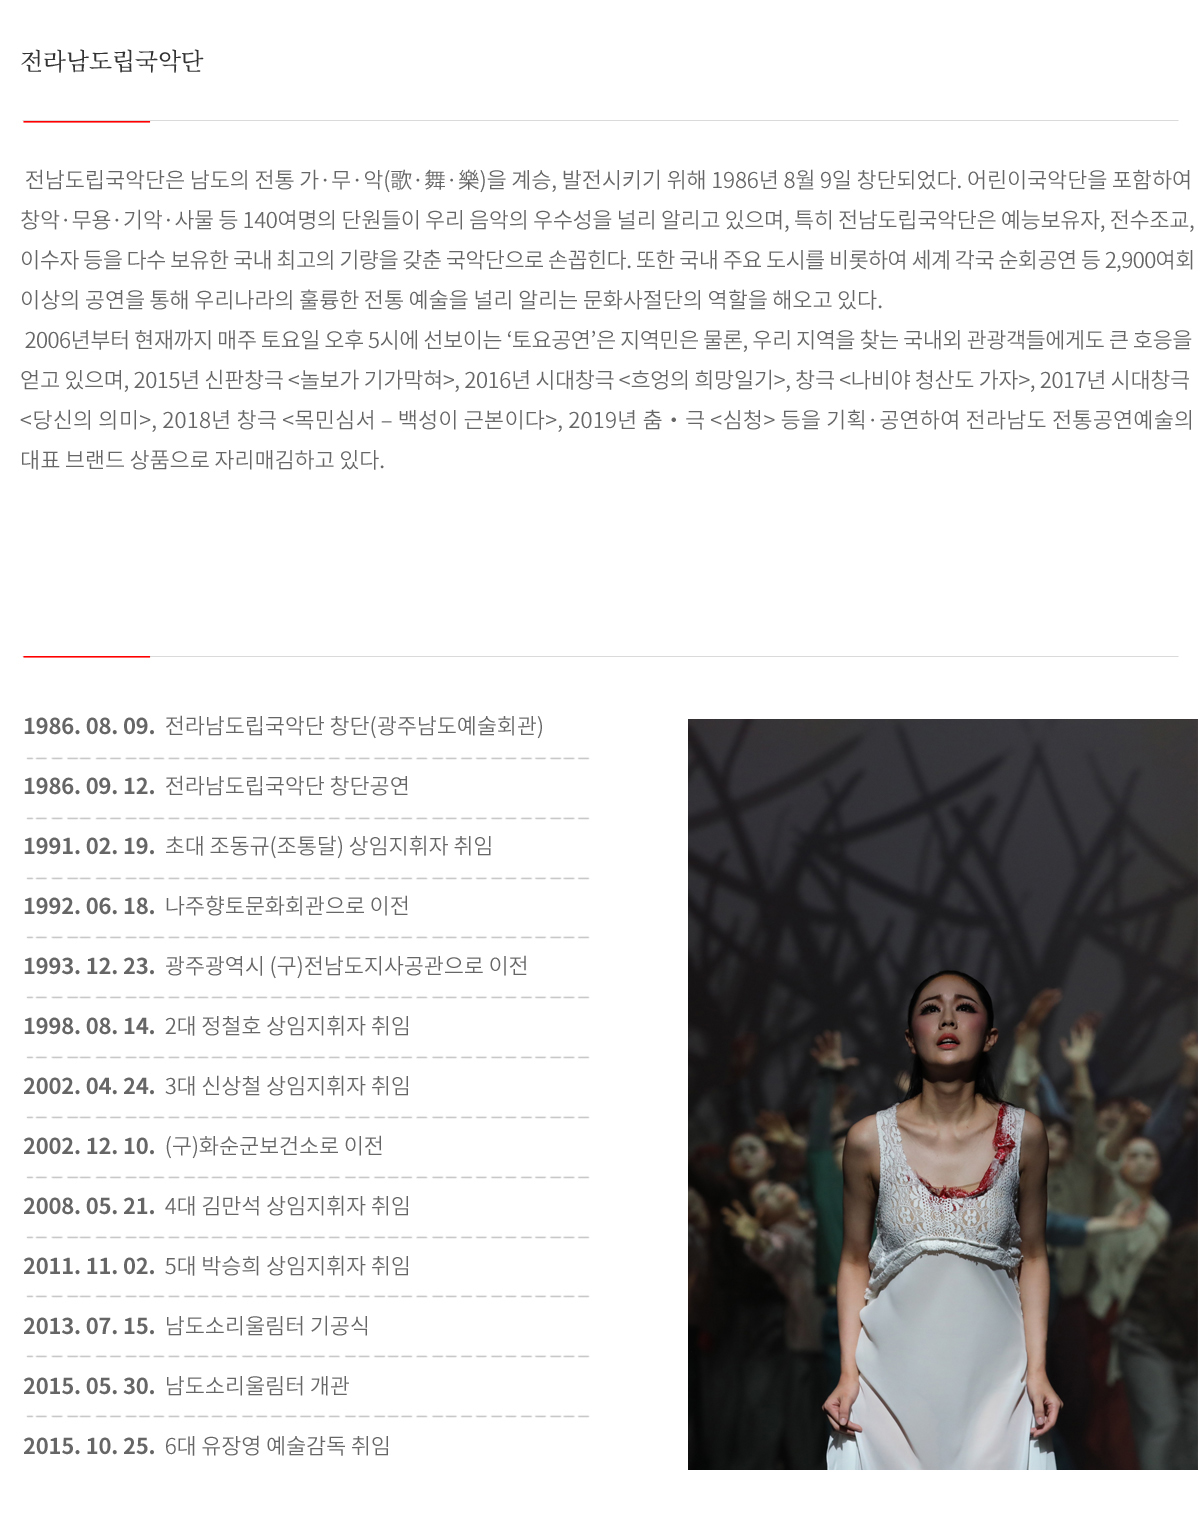 전라남도립국악단
전남도립국악단은 남도의 전통 가·무·악(歌·舞·樂)을 계승, 발전시키기 위해 1986년 8월 9일 창단되었다. 어린이국악단을 포함하여
창악·무용·기악·사물 등 140여명의 단원들이 우리 음악의 우수성을 널리 알리고 있으며, 특히 전남도립국악단은 예능보유자, 전수조교,
이수자 등을 다수 보유한 국내 최고의 기량을 갖춘 국악단으로 손꼽힌다. 또한 국내 주요 도시를 비롯하여 세계 각국 순회공연 등 2,900여회
이상의 공연을 통해 우리나라의 훌륭한 전통 예술을 널리 알리는 문화사절단의 역할을 해오고 있다.
2006년부터 현재까지 매주 토요일 오후 5시에 선보이는 ‘토요공연’은 지역민은 물론, 우리 지역을 찾는 국내외 관광객들에게도 큰 호응을
얻고 있으며, 2015년 신판창극 <놀보가 기가막혀>, 2016년 시대창극 <흐엉의 희망일기>, 창극 <나비야 청산도 가자>, 2017년 시대창극
<당신의 의미>, 2018년 창극 <목민심서 – 백성이 근본이다>, 2019년 춤・극 <심청> 등을 기획·공연하여 전라남도 전통공연예술의
대표 브랜드 상품으로 자리매김하고 있다.
1986. 08. 09. 전라남도립국악단 창단(광주남도예술회관)
1986. 09. 12. 전라남도립국악단 창단공연
1991. 02. 19. 초대 조동규(조통달) 상임지휘자 취임
1992. 06. 18. 나주향토문화회관으로 이전
1993. 12. 23. 광주광역시 (구)전남도지사공관으로 이전
1998. 08. 14. 2대 정철호 상임지휘자 취임
2002. 04. 24. 3대 신상철 상임지휘자 취임
2002. 12. 10. (구)화순군보건소로 이전
2008. 05. 21. 4대 김만석 상임지휘자 취임
2011. 11. 02. 5대 박승희 상임지휘자 취임
2013. 07. 15. 남도소리울림터 기공식
2015. 05. 30. 남도소리울림터 개관
2015. 10. 25. 6대 유장영 예술감독 취임